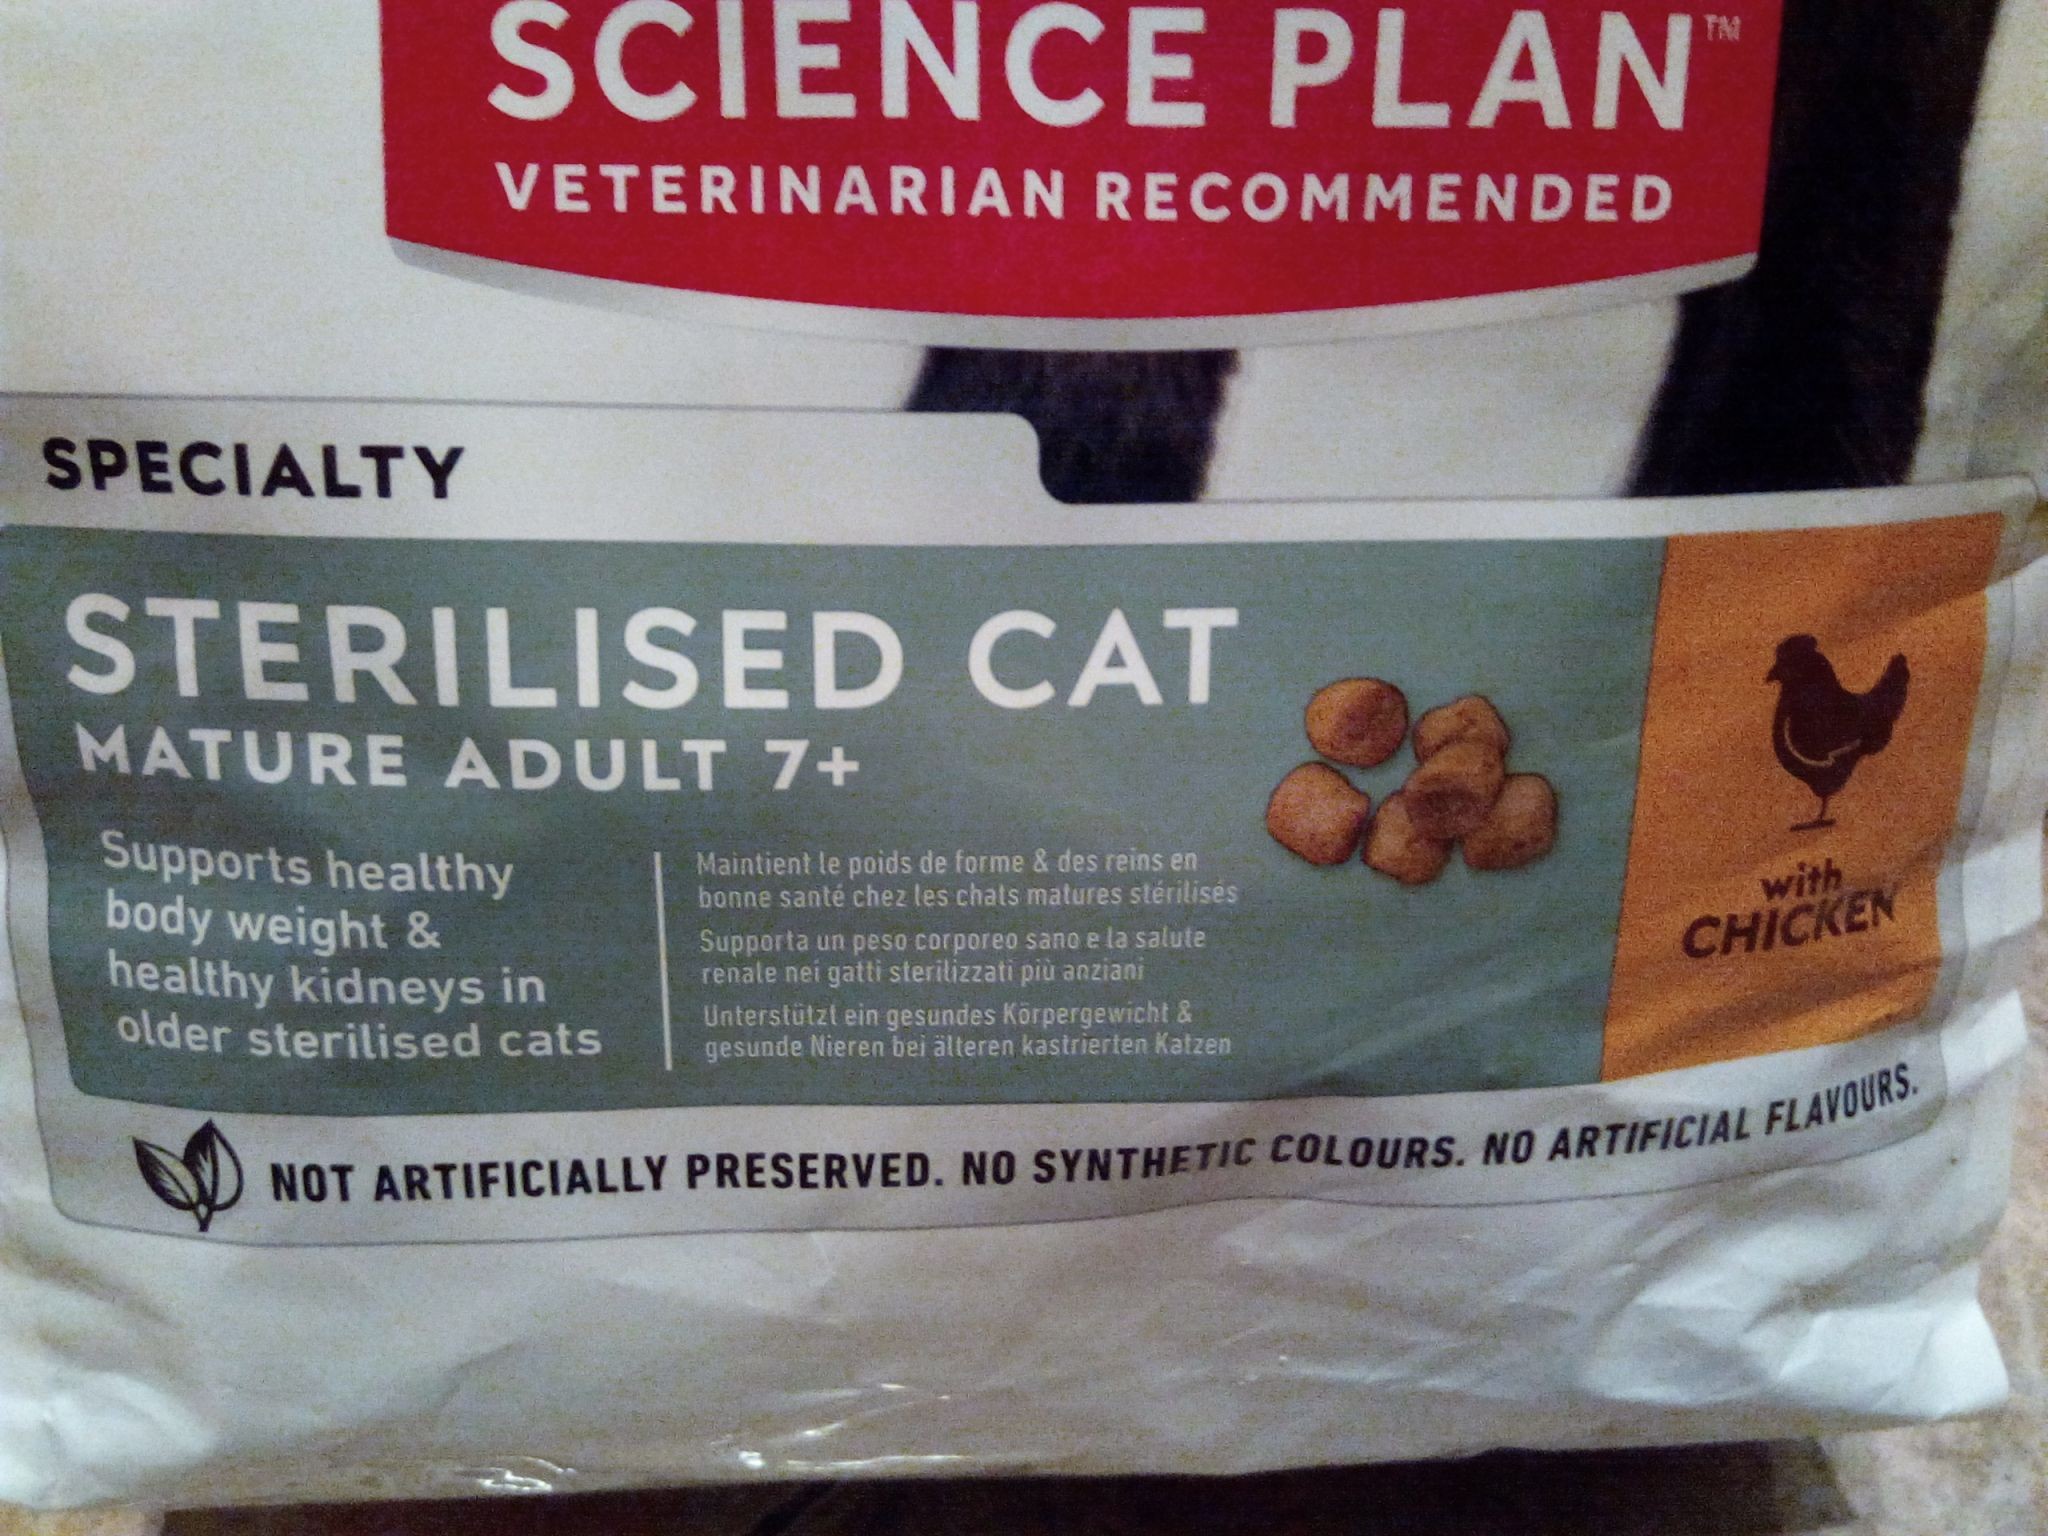 SCIENCE PLAN™
VETERINARIAN RECOMMENDED
SPECIALTY
STERILISED CAT
MATURE ADULT 7+
Supports healthy
body weight &
healthy kidneys in
older sterilised cats
Maintient le poids de forme & des reins en
bonne santé chez les chats matures stérilisés
Supporta un peso corporeo sano e la salute
renale nei gatti sterilizzati più anziani
Unterstützt ein gesundes Körpergewicht &
gesunde Nieren bei älteren kastrierten Katzen
with
CHICKEN
NOT ARTIFICIALLY PRESERVED. NO SYNTHETIC COLOURS. NO ARTIFICIAL FLAVOURS.